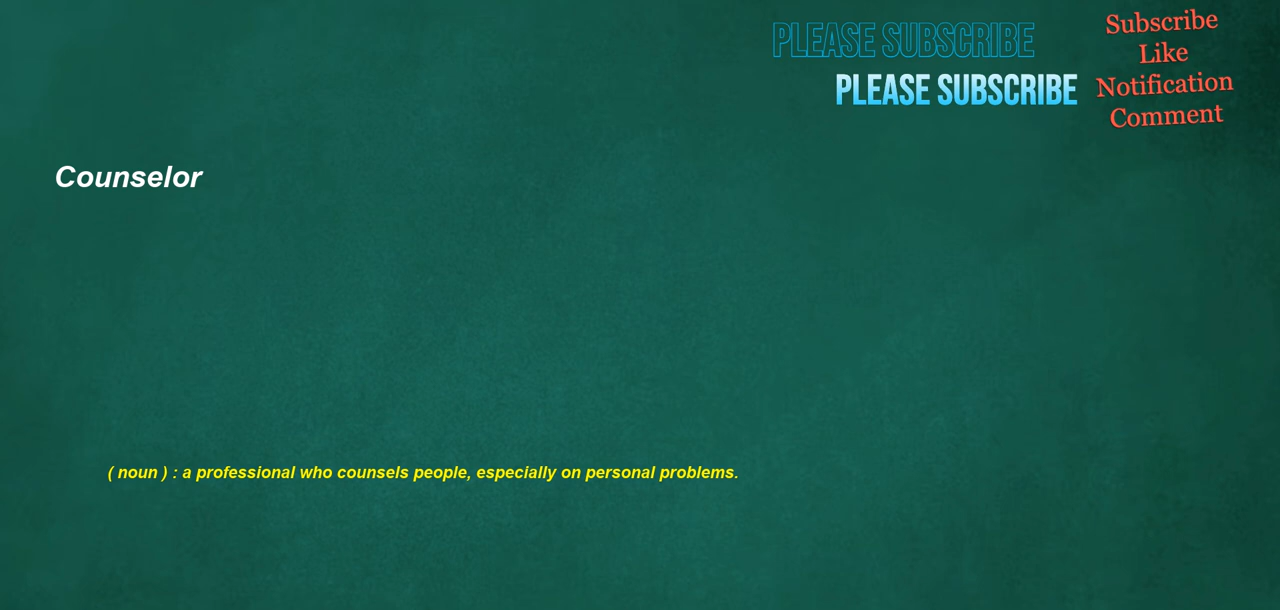 PLEASE SUBSCRIBE
PLEASE SUBSCRIBE
Subscribe
Like
Notification
Comment
Counselor
( noun ) : a professional who counsels people, especially on personal problems.